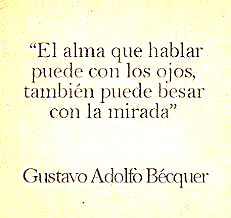 “El alma que hablar
puede con los ojos,
también puede besar
con la mirada”
Gustavo Adolfo Bécquer